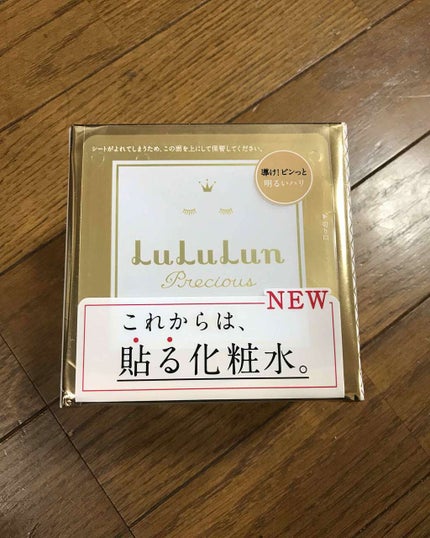 シートがよれてしまうため、この面を上にして保管してください。
導け!ピンっと
明るいハリ
LuLuLun
Precious
NEW
これからは、
貼る化粧水。